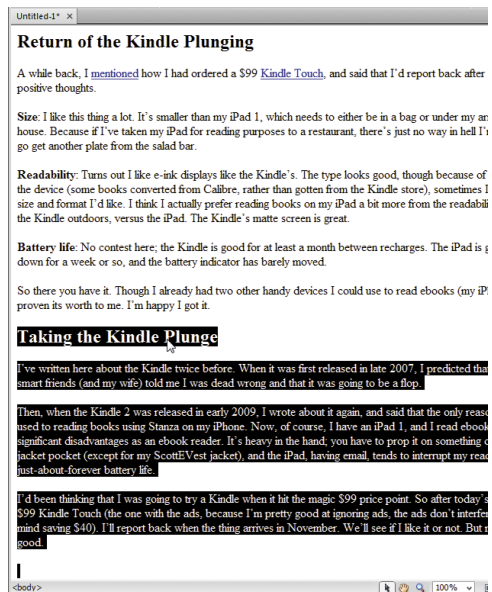 Untitled-1* ×
Return of the Kindle Plunging
A while back, I mentioned how I had ordered a $99 Kindle Touch, and said that I'd report back after
positive thoughts.
Size: I like this thing a lot. It's smaller than my iPad 1, which needs to either be in a bag or under my ar
house. Because if I've taken my iPad for reading purposes to a restaurant, there's just no way in hell I'
go get another plate from the salad bar.
Readability: Turns out I like e-ink displays like the Kindle's. The type looks good, though because of
the device (some books converted from Calibre, rather than gotten from the Kindle store), sometimes I
size and format I'd like. I think I actually prefer reading books on my iPad a bit more from the readabili
the Kindle outdoors, versus the iPad. The Kindle's matte screen is great.
Battery life: No contest here; the Kindle is good for at least a month between recharges. The iPad is g
down for a week or so, and the battery indicator has barely moved.
So there you have it. Though I already had two other handy devices I could use to read ebooks (my iP
proven its worth to me. I'm happy I got it.
Taking the Kindle Plunge
I've written here about the Kindle twice before. When it was first released in late 2007, I predicted tha
smart friends (and my wife) told me I was dead wrong and that it was going to be a flop.
Then, when the Kindle 2 was released in early 2009, I wrote about it again, and said that the only reaso
used to reading books using Stanza on my iPhone. Now, of course, I have an iPad 1, and I read ebook
significant disadvantages as an ebook reader. It's heavy in the hand; you have to prop it on something o
jacket pocket (except for my ScottEVest jacket), and the iPad, having email, tends to interrupt my read
just-about-forever battery life.
I'd been thinking that I was going to try a Kindle when it hit the magic $99 price point. So after today's
$99 Kindle Touch (the one with the ads, because I'm pretty good at ignoring ads, the ads don't interfer
mind saving $40). I'll report back when the thing arrives in November. We'll see if I like it or not. But
good.
<body> 100%